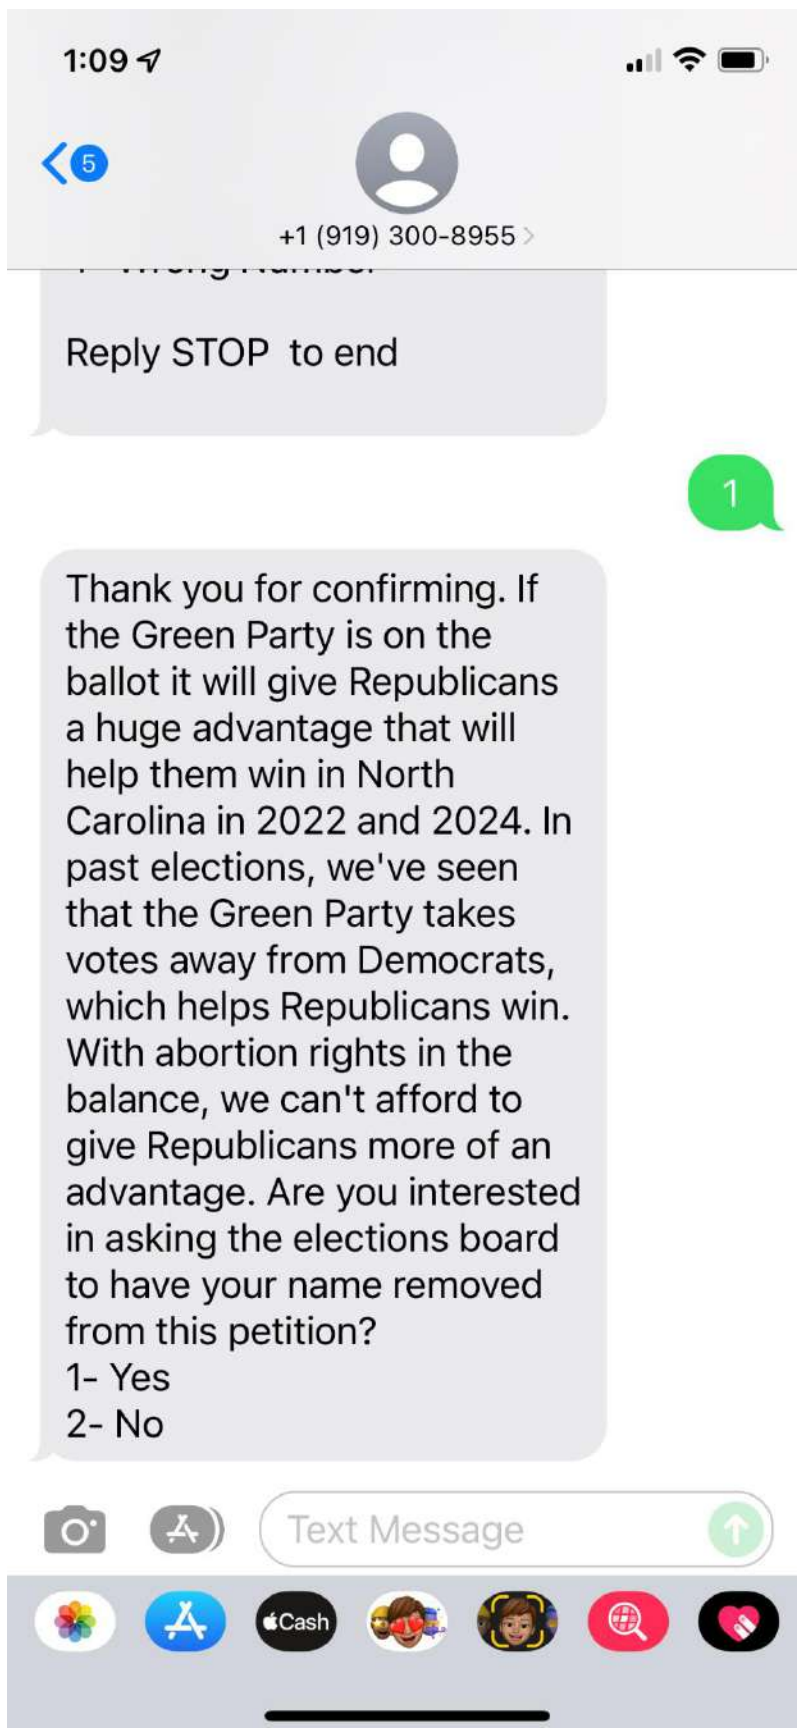 1:09
5
+1 (919) 300-8955
Reply STOP to end
1
Thank you for confirming. If
the Green Party is on the
ballot it will give Republicans
a huge advantage that will
help them win in North
Carolina in 2022 and 2024. In
past elections, we've seen
that the Green Party takes
votes away from Democrats,
which helps Republicans win.
With abortion rights in the
balance, we can't afford to
give Republicans more of an
advantage. Are you interested
in asking the elections board
to have your name removed
from this petition?
1- Yes
2- No
Text Message
Cash